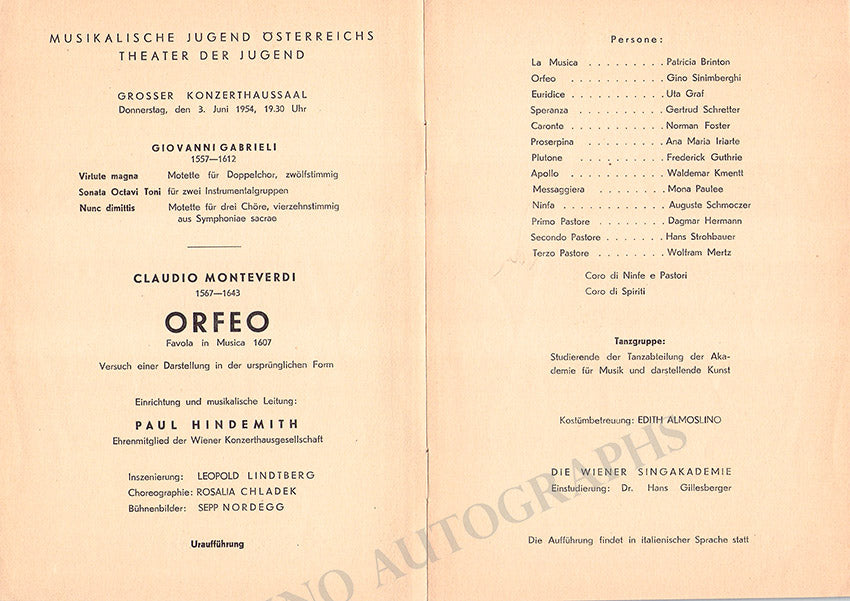 MUSIKALISCHE JUGEND ÖSTERREICHS
THEATER DER JUGEND
GROSSER KONZERTHAUSSAAL
Donnerstag, den 3. Juni 1954, 19.30 Uhr
GIOVANNI GABRIELI
1557—1612
Virtute magna Motette für Doppelchor, zwölfstimmig
Sonata Octavi Toni für zwei Instrumentalgruppen
Nunc dimittis Motette für drei Chöre, vierzehnstimmig
aus Symphoniae sacrae
CLAUDIO MONTEVERDI
1567—1643
ORFEO
Favola in Musica 1607
Versuch einer Darstellung in der ursprünglichen Form
Einrichtung und musikalische Leitung:
PAUL HINDEMITH
Ehrenmitglied der Wiener Konzerthausgesellschaft
Inszenierung: LEOPOLD LINDTBERG
Choreographie: ROSALIA CHLADEK
Bühnenbilder: SEPP NORDEGG
Uraufführung
Persone:
La Musica . . . . . . . . . Patricia Brinton
Orfeo . . . . . . . . . . . Gino Sinimberghi
Euridice . . . . . . . . . . Uta Graf
Speranza . . . . . . . . . . Gertrud Schretter
Caronte . . . . . . . . . . Norman Foster
Proserpina . . . . . . . . . Ana Maria Iriarte
Plutone . . . . . . . . . . Frederick Guthrie
Apollo . . . . . . . . . . . Waldemar Kmentt
Messaggiera . . . . . . . . Mona Paulee
Ninfa . . . . . . . . . . . Auguste Schmoczer
Primo Pastore . . . . . . . Dagmar Hermann
Secondo Pastore . . . . . . . Hans Strohbauer
Terzo Pastore . . . . . . . . Wolfram Mertz
Coro di Ninfe e Pastori
Coro di Spiriti
Tanzgruppe:
Studierende der Tanzabteilung der Aka-
demie für Musik und darstellende Kunst
Kostümbetreuung: EDITH ALMOSLINO
DIE WIENER SINGAKADEMIE
Einstudierung: Dr. Hans Gillesberger
Die Aufführung findet in italienischer Sprache statt
AUTOGRAPHS